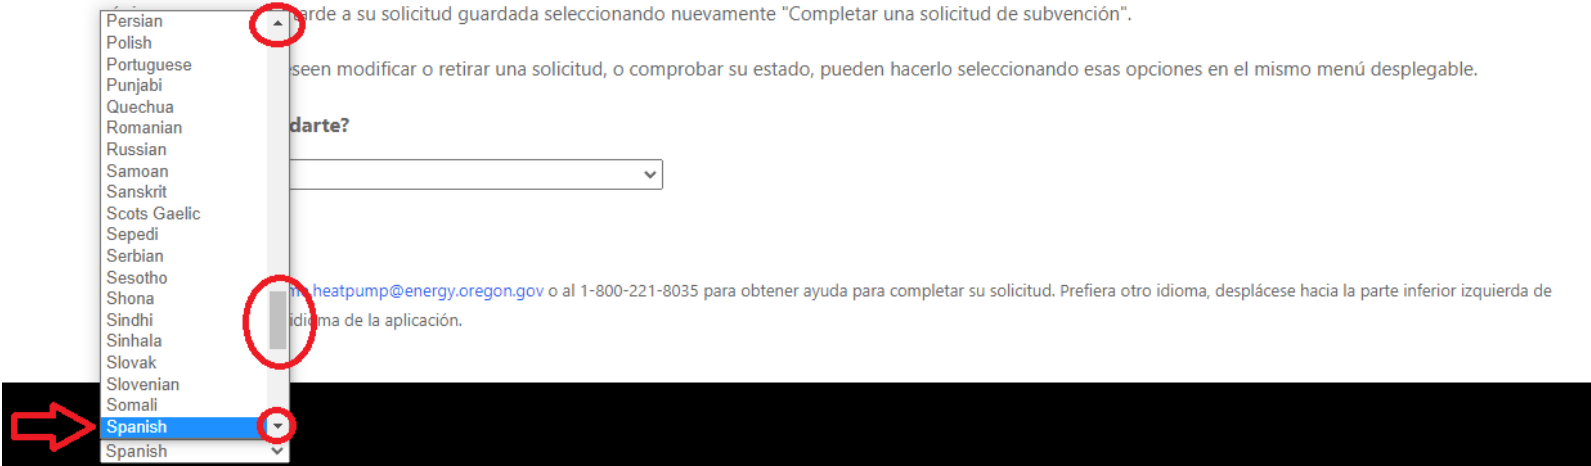 Persian
Polish
Portuguese
Punjabi
Quechua
Romanian
Russian
Samoan
Sanskrit
Scots Gaelic
Sepedi
Serbian
Sesotho
Shona
Sindhi
Sinhala
Slovak
Slovenian
Somali
Spanish
Spanish
arde a su solicitud guardada seleccionando nuevamente "Completar una solicitud de subvención".
seen modificar o retirar una solicitud, o comprobar su estado, pueden hacerlo seleccionando esas opciones en el mismo menú desplegable.
darte?
heatpump@energy.oregon.gov o al 1-800-221-8035 para obtener ayuda para completar su solicitud. Prefiera otro idioma, desplácese hacia la parte inferior izquierda de
idioma de la aplicación.